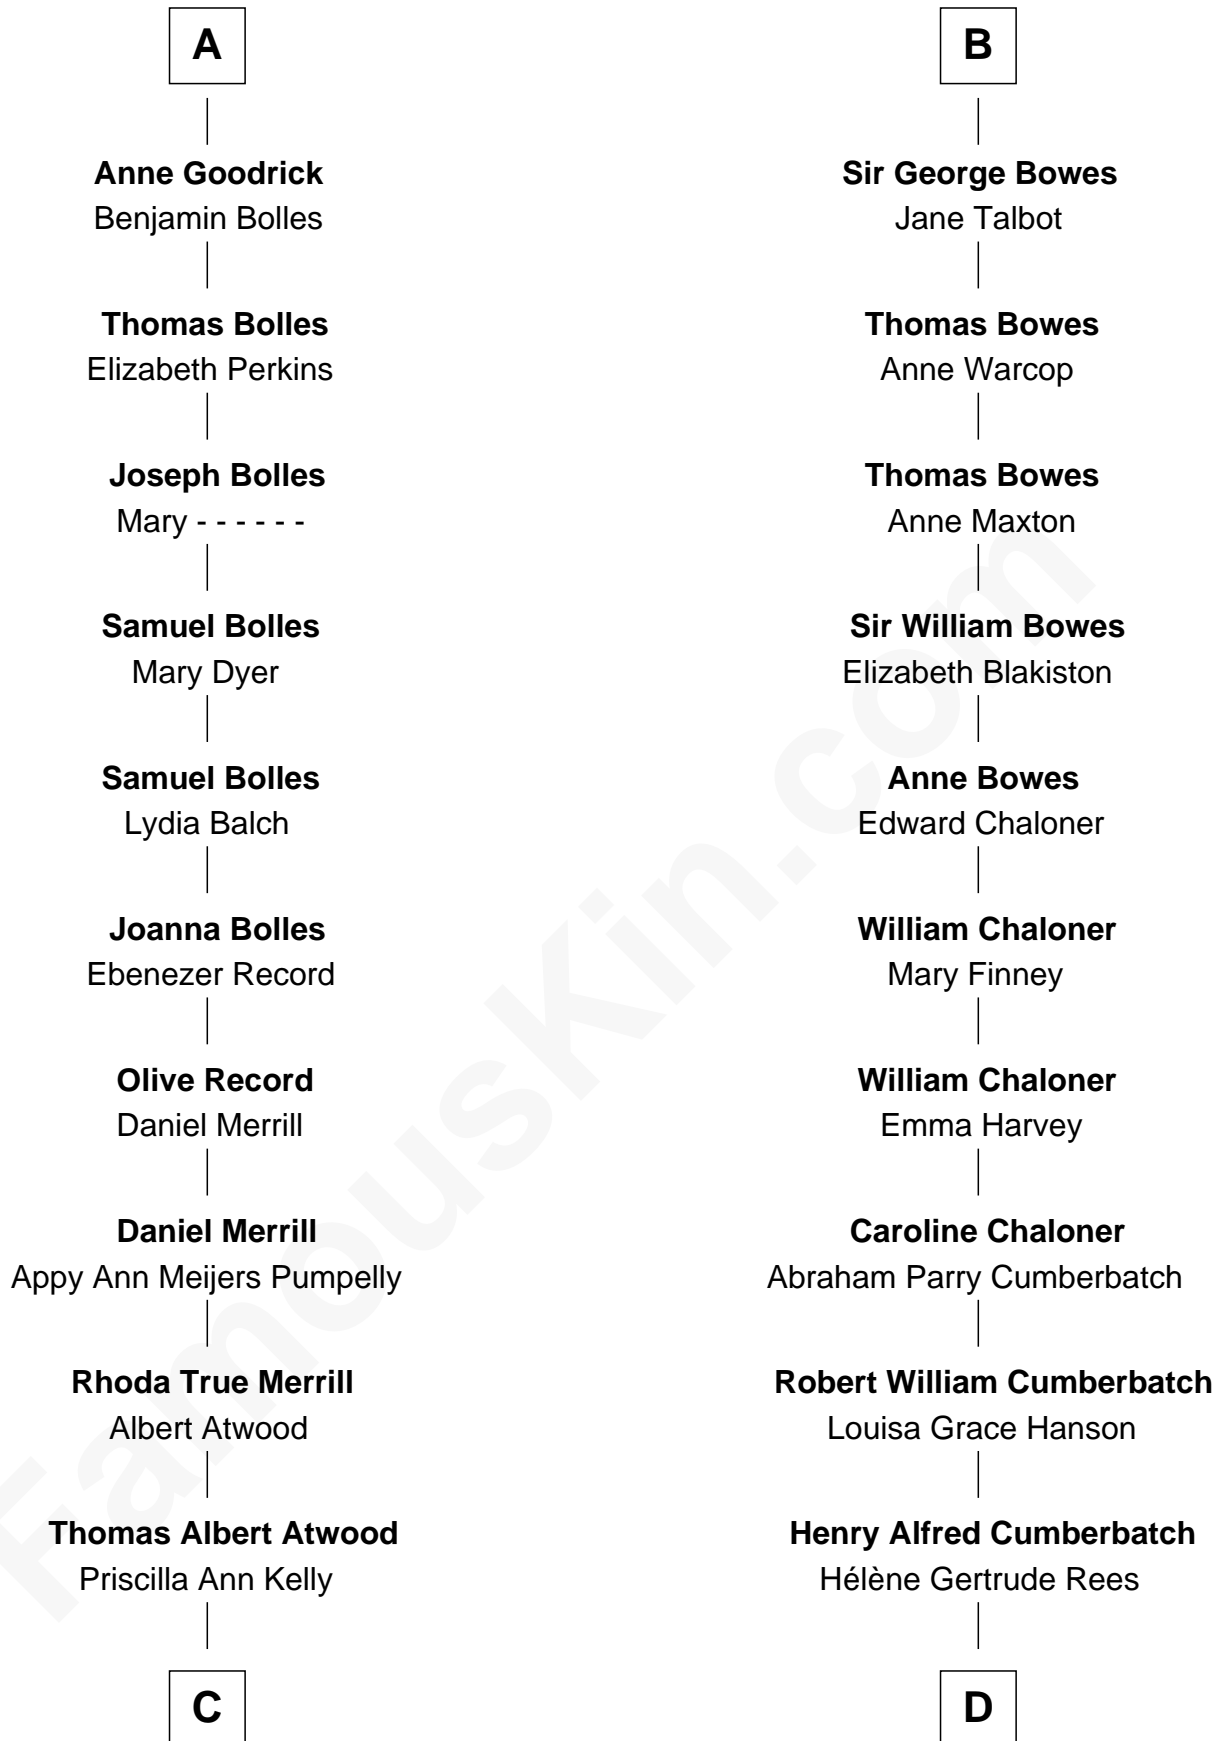 A
Anne Goodrick
Benjamin Bolles
Thomas Bolles
Elizabeth Perkins
Joseph Bolles
Mary - - - - - -
Samuel Bolles
Mary Dyer
Samuel Bolles
Lydia Balch
Joanna Bolles
Ebenezer Record
Olive Record
Daniel Merrill
Daniel Merrill
Appy Ann Meijers Pumpelly
Rhoda True Merrill
Albert Atwood
Thomas Albert Atwood
Priscilla Ann Kelly
C
B
Sir George Bowes
Jane Talbot
Thomas Bowes
Anne Warcop
Thomas Bowes
Anne Maxton
Sir William Bowes
Elizabeth Blakiston
Anne Bowes
Edward Chaloner
William Chaloner
Mary Finney
William Chaloner
Emma Harvey
Caroline Chaloner
Abraham Parry Cumberbatch
Robert William Cumberbatch
Louisa Grace Hanson
Henry Alfred Cumberbatch
Hélène Gertrude Rees
D
FamousKin.com